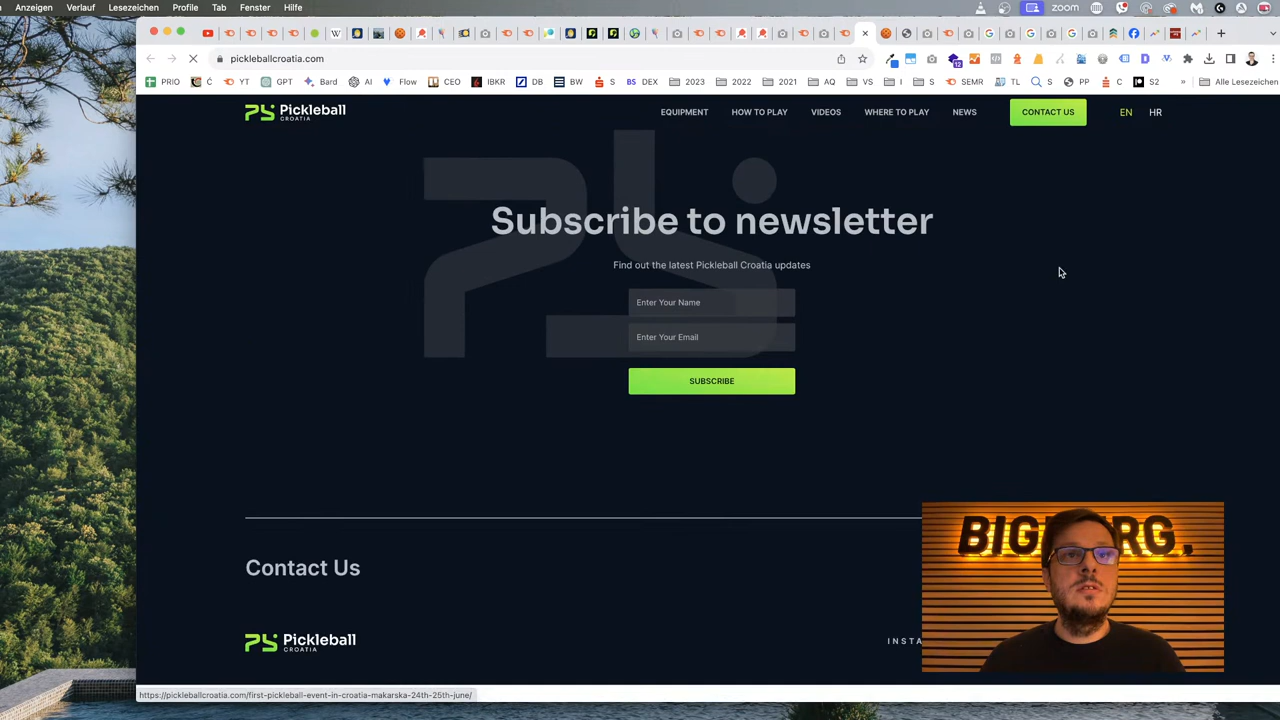 Anzeigen Verlauf Lesezeichen Profile Tab Fenster Hilfe
zoom
pickleballcroatia.com
12
PRIO Ć YT GPT Bard AI Flow CEO IBKR DB BW S DEX 2023 2022 2021 AQ VS I S SEMR TL S PP C S2 » Alle Lesezeichen
Pickleball
CROATIA
EQUIPMENT HOW TO PLAY VIDEOS WHERE TO PLAY NEWS CONTACT US EN HR
Subscribe to newsletter
Find out the latest Pickleball Croatia updates
Enter Your Name
Enter Your Email
SUBSCRIBE
Contact Us
Pickleball
CROATIA
INSTA
https://pickleballcroatia.com/first-pickleball-event-in-croatia-makarska-24th-25th-june/